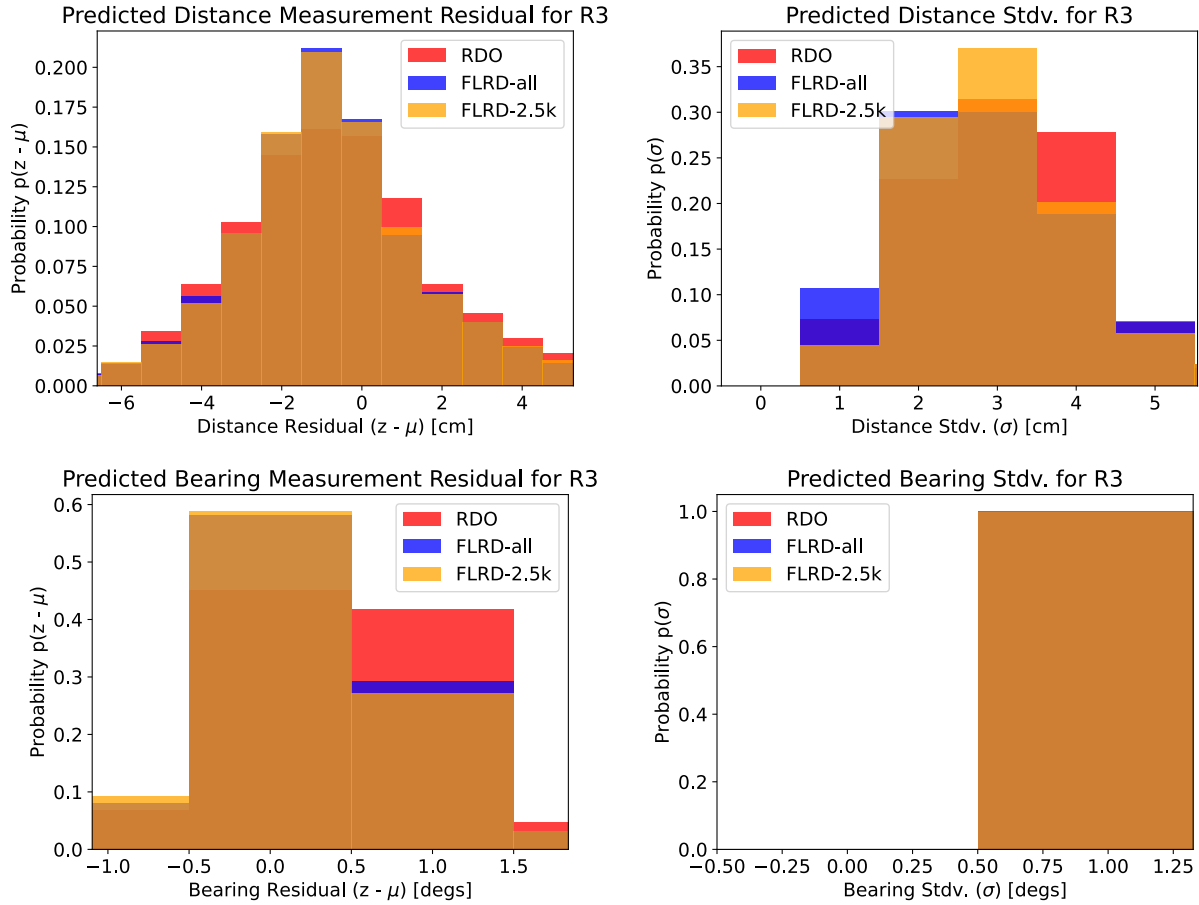 Predicted Distance Measurement Residual for R3
RDO
FLRD-all
FLRD-2.5k
Probability p(z - μ)
0.200
0.175
0.150
0.125
0.100
0.075
0.050
0.025
0.000
−6
−4
−2
0
2
4
Distance Residual (z - μ) [cm]
Predicted Distance Stdv. for R3
RDO
FLRD-all
FLRD-2.5k
Probability p(σ)
0.35
0.30
0.25
0.20
0.15
0.10
0.05
0.00
0
1
2
3
4
5
Distance Stdv. (σ) [cm]
Predicted Bearing Measurement Residual for R3
RDO
FLRD-all
FLRD-2.5k
Probability p(z - μ)
0.6
0.5
0.4
0.3
0.2
0.1
0.0
−1.0
−0.5
0.0
0.5
1.0
1.5
Bearing Residual (z - μ) [degs]
Predicted Bearing Stdv. for R3
RDO
FLRD-all
FLRD-2.5k
Probability p(σ)
1.0
0.8
0.6
0.4
0.2
0.0
−0.50
−0.25
0.00
0.25
0.50
0.75
1.00
1.25
Bearing Stdv. (σ) [degs]